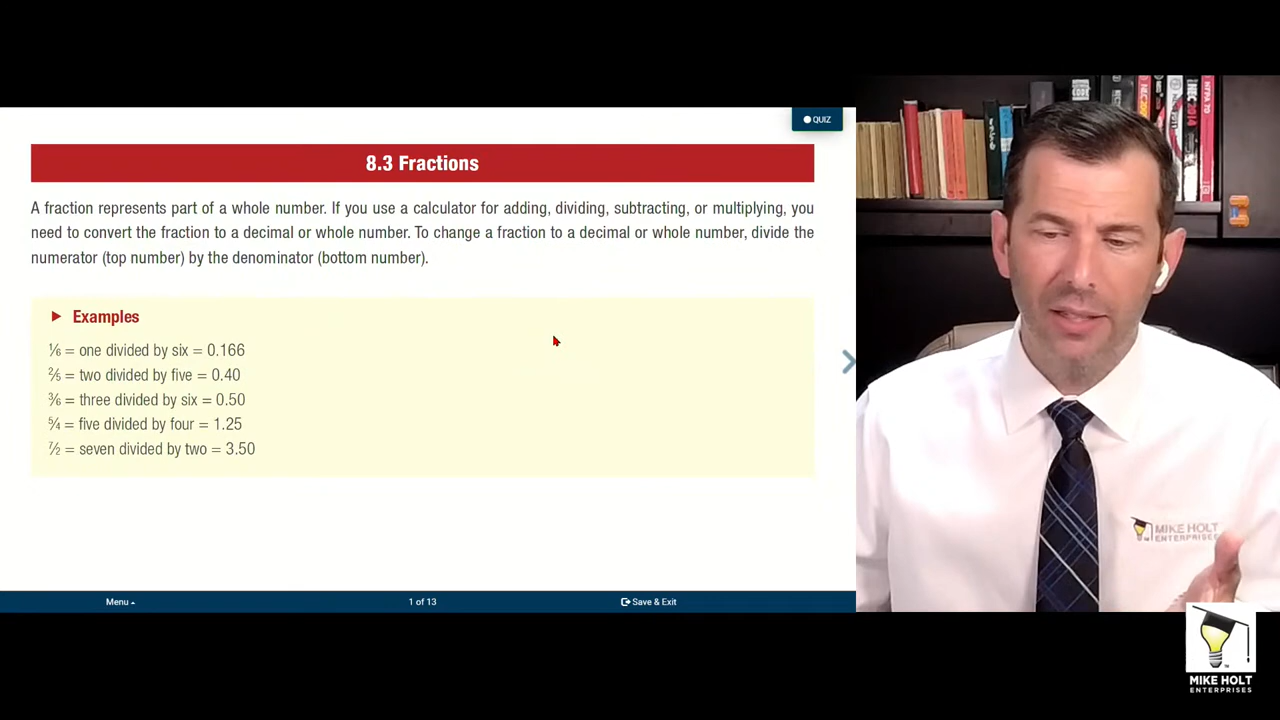 QUIZ
8.3 Fractions
A fraction represents part of a whole number. If you use a calculator for adding, dividing, subtracting, or multiplying, you
need to convert the fraction to a decimal or whole number. To change a fraction to a decimal or whole number, divide the
numerator (top number) by the denominator (bottom number).
Examples
⅙ = one divided by six = 0.166
⅖ = two divided by five = 0.40
3⁄6 = three divided by six = 0.50
5⁄4 = five divided by four = 1.25
7⁄2 = seven divided by two = 3.50
Menu
1 of 13
Save & Exit
CODE
NEC 2014
NFPA 70
MIKE HOLT
ENTERPRISES
MIKE HOLT
ENTERPRISES